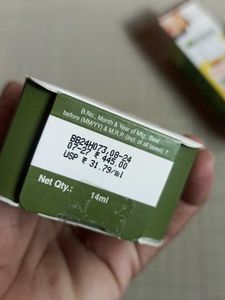 B.No., Month & Year of Mfg., Best
before (MM/YY) & M.R.P. (incl. of all taxes) ₹
BB24H073,08-24
07-27 ₹ 445.00
USP ₹ 31.79/ml
Net Qty.: 14ml